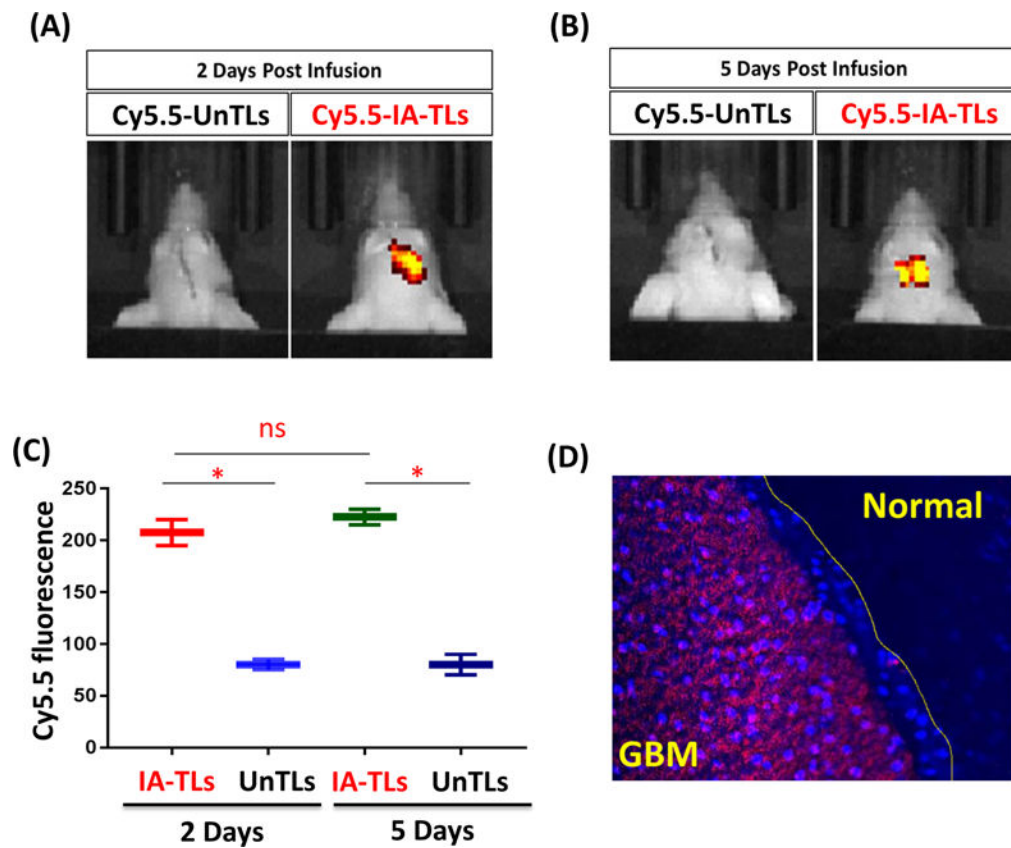 (A)
2 Days Post Infusion
Cy5.5-UnTLs Cy5.5-IA-TLs
(B)
5 Days Post Infusion
Cy5.5-UnTLs Cy5.5-IA-TLs
(C)
ns
* *
Cy5.5 fluorescence
250
200
150
100
50
0
IA-TLs UnTLs IA-TLs UnTLs
2 Days 5 Days
(D)
Normal
GBM